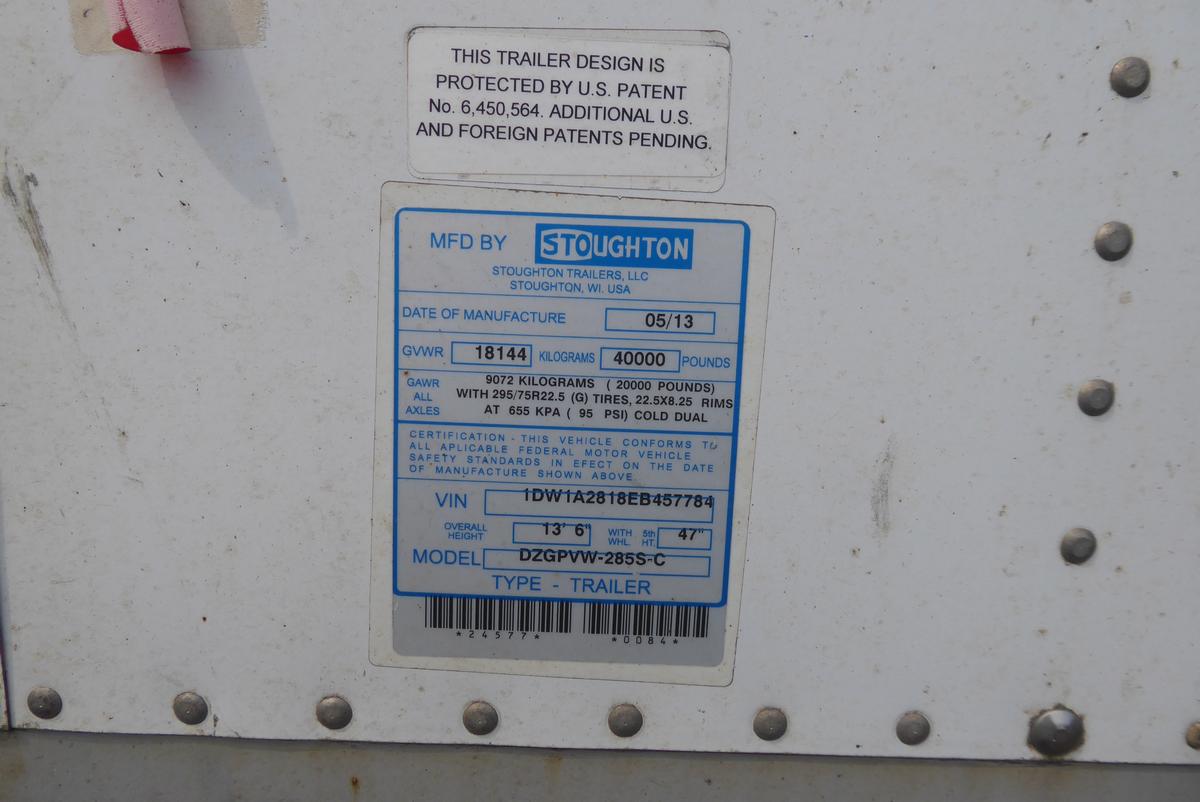 THIS TRAILER DESIGN IS
PROTECTED BY U.S. PATENT
No. 6,450,564. ADDITIONAL U.S.
AND FOREIGN PATENTS PENDING.
MFD BY STOUGHTON
STOUGHTON TRAILERS, LLC
STOUGHTON, WI. USA
DATE OF MANUFACTURE 05/13
GVWR 18144 KILOGRAMS 40000 POUNDS
GAWR ALL AXLES
9072 KILOGRAMS ( 20000 POUNDS)
WITH 295/75R22.5 (G) TIRES, 22.5X8.25 RIMS
AT 655 KPA ( 95 PSI) COLD DUAL
CERTIFICATION - THIS VEHICLE CONFORMS TO
ALL APLICABLE FEDERAL MOTOR VEHICLE
SAFETY STANDARDS IN EFECT ON THE DATE
OF MANUFACTURE SHOWN ABOVE
VIN 1DW1A2818EB457784
OVERALL HEIGHT 13' 6" WITH WHL. 5th HT. 47"
MODEL DZGPVW-285S-C
TYPE - TRAILER
*24577* *0084*